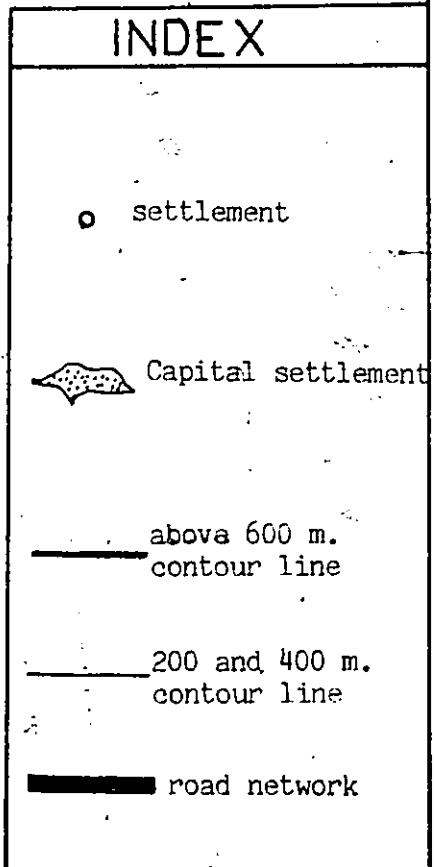 INDEX
settlement
Capital settlement
abova 600 m.
contour line
200 and 400 m.
contour line
road network